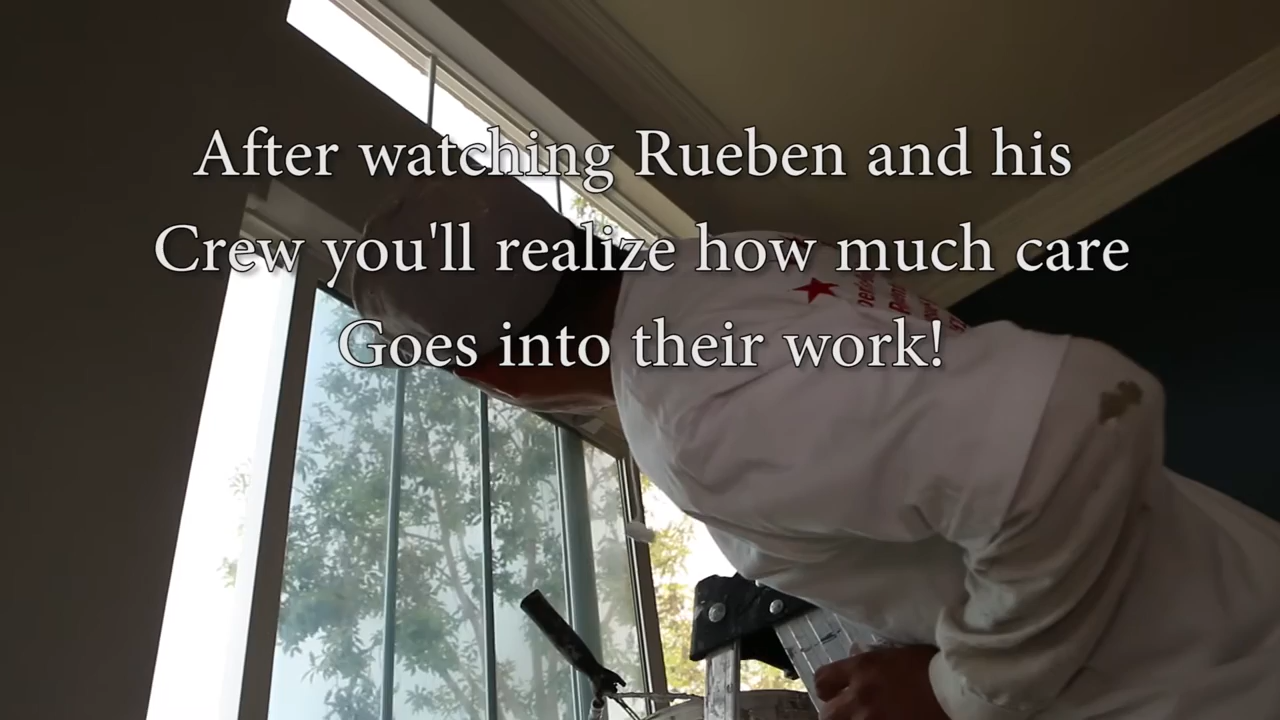 After watching Rueben and his
Crew you'll realize how much care
Goes into their work!